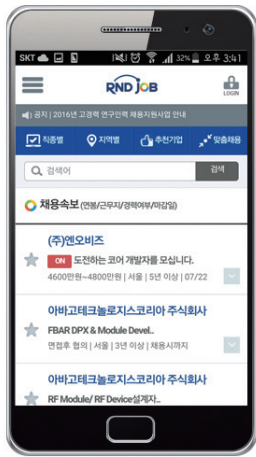 SKT 32% 오후 3:41
RND JOB
LOGIN
공지 | 2016년 고경력 연구인력 채용지원사업 안내
직종별 지역별 추천기업 맞춤채용
검색어 검색
채용속보 (연봉/근무지/경력여부/마감일)
(주)엔오비즈
ON 도전하는 코어 개발자를 모십니다.
4600만원~4800만원 | 서울 | 5년 이상 | 07/22
아바고테크놀로지스코리아 주식회사
FBAR DPX & Module Devel..
면접후 협의 | 서울 | 3년 이상 | 채용시까지
아바고테크놀로지스코리아 주식회사
RF Module/ RF Device설계자..